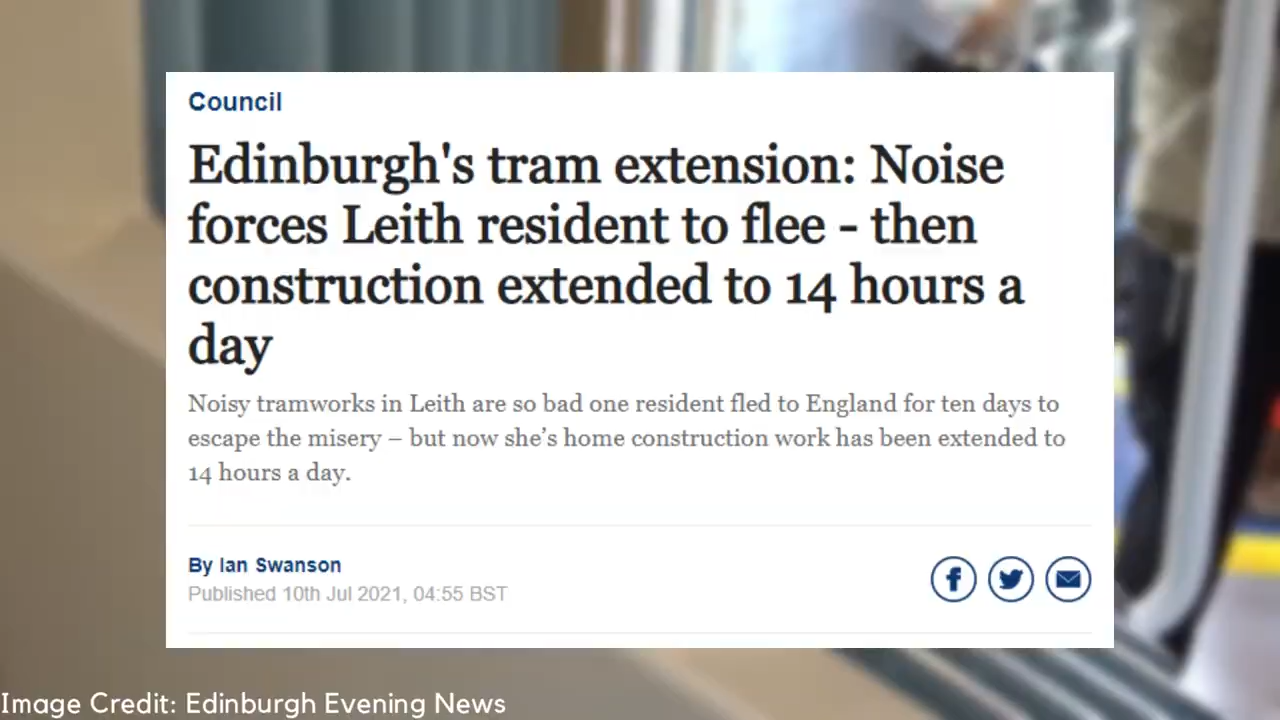 Council
Edinburgh's tram extension: Noise
forces Leith resident to flee - then
construction extended to 14 hours a
day
Noisy tramworks in Leith are so bad one resident fled to England for ten days to
escape the misery – but now she’s home construction work has been extended to
14 hours a day.
By Ian Swanson
Published 10th Jul 2021, 04:55 BST
Image Credit: Edinburgh Evening News